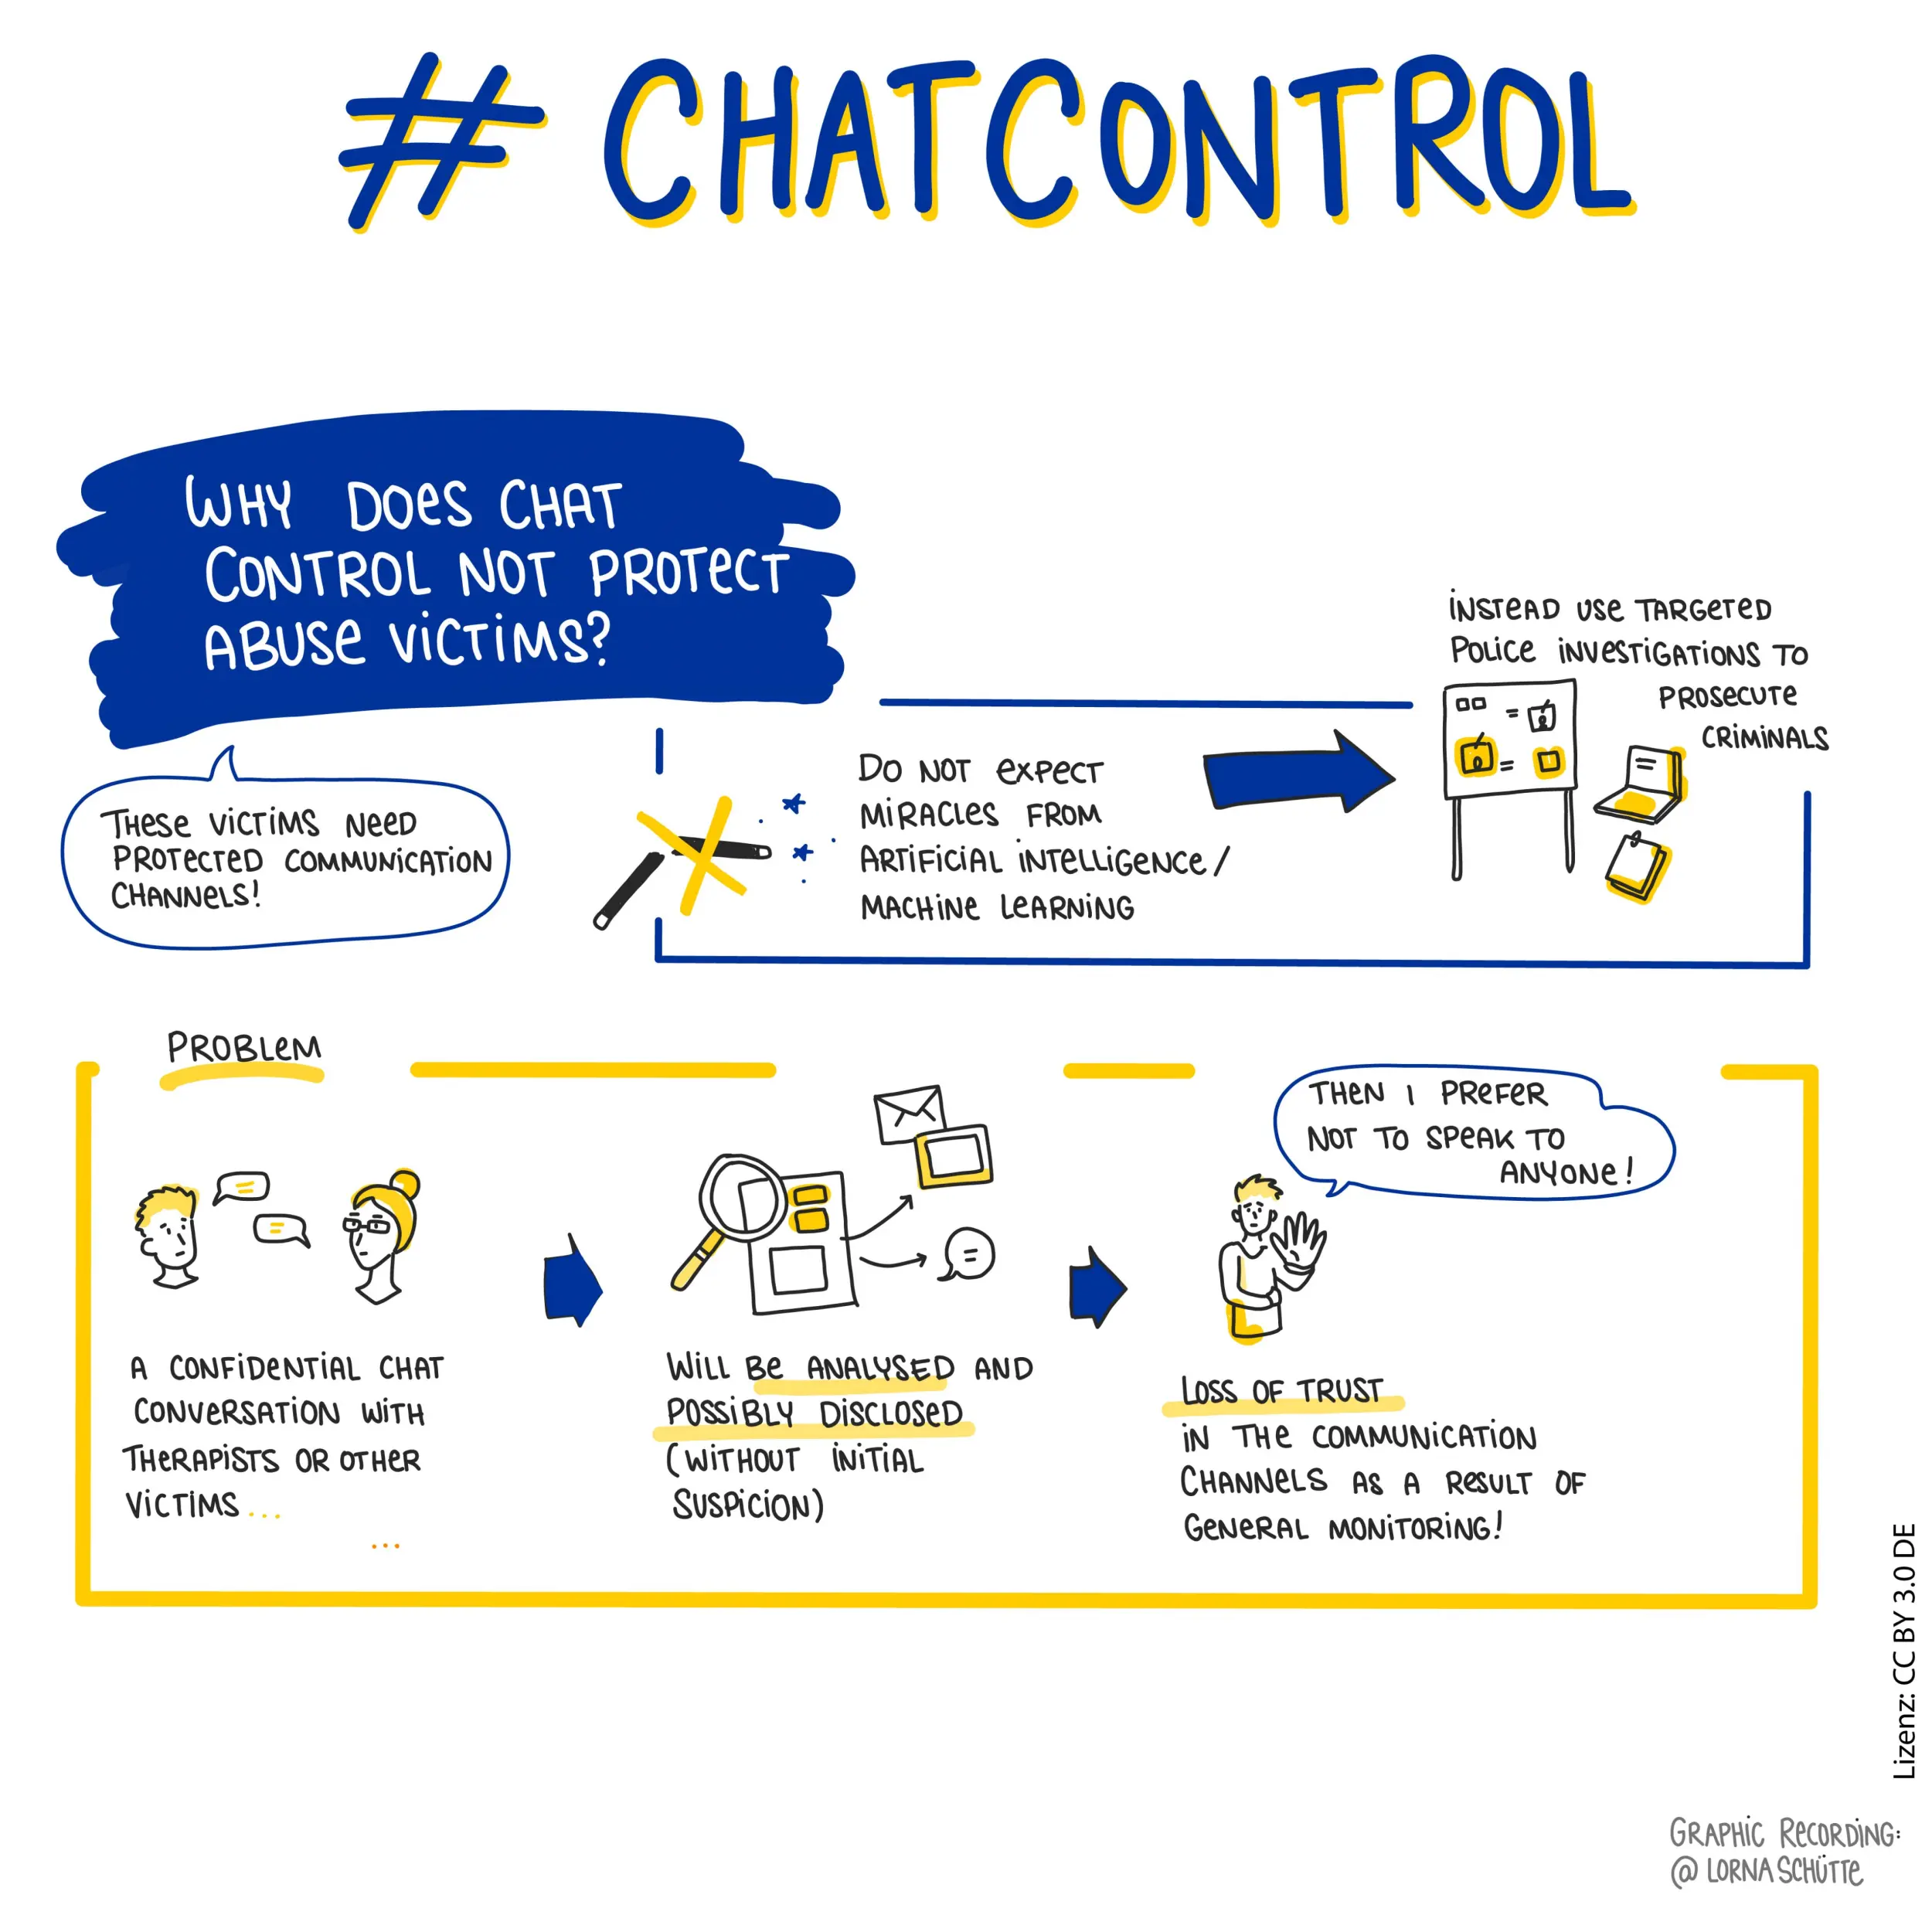 # CHATCONTROL
WHY DOES CHAT
CONTROL NOT PROTECT
ABUSE VICTIMS?
THESE VICTIMS NEED
PROTECTED COMMUNICATION
CHANNELS!
DO NOT EXPECT
MIRACLES FROM
ARTIFICIAL INTELLIGENCE/
MACHINE LEARNING
INSTEAD USE TARGETED
POLICE INVESTIGATIONS TO
PROSECUTE
CRIMINALS
PROBLEM
A CONFIDENTIAL CHAT
CONVERSATION WITH
THERAPISTS OR OTHER
VICTIMS ...
...
WILL BE ANALYSED AND
POSSIBLY DISCLOSED
(WITHOUT INITIAL
SUSPICION)
THEN I PREFER
NOT TO SPEAK TO
ANYONE!
LOSS OF TRUST
IN THE COMMUNICATION
CHANNELS AS A RESULT OF
GENERAL MONITORING!
Lizenz: CC BY 3.0 DE
GRAPHIC RECORDING:
@LORNASCHÜTTE